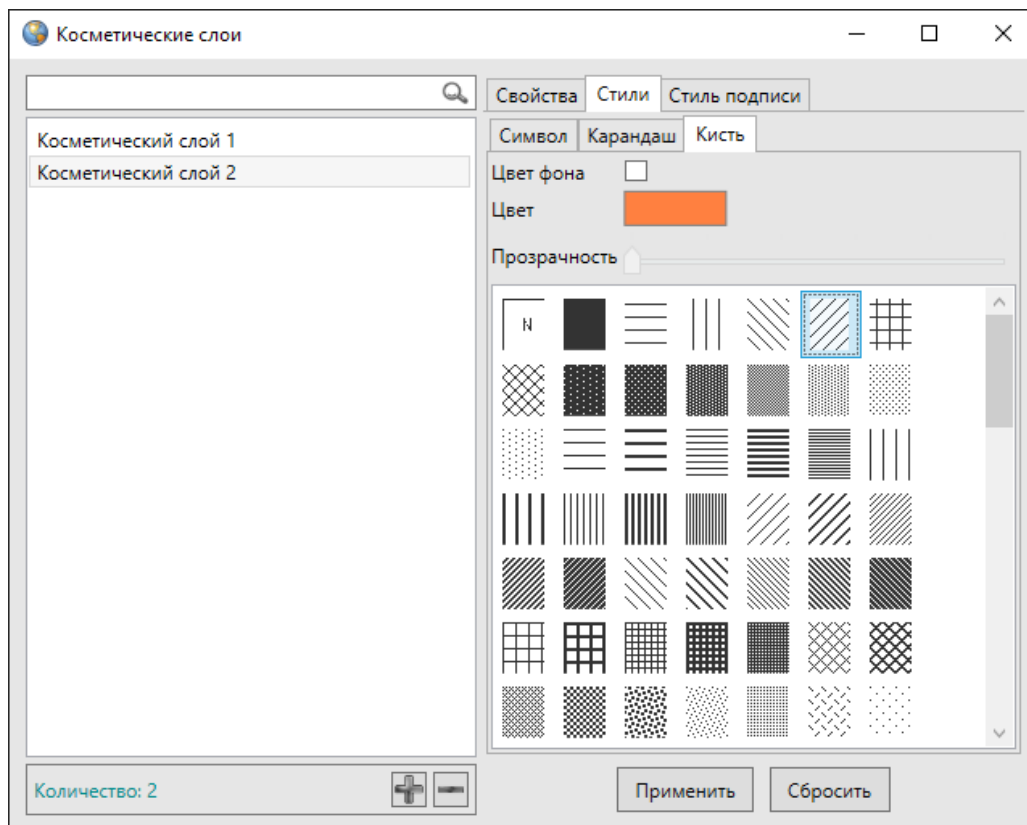 Косметические слои
Свойства Стили Стиль подписи
Косметический слой 1
Косметический слой 2
Символ Карандаш Кисть
Цвет фона
Цвет
Прозрачность
N
Количество: 2
Применить Сбросить